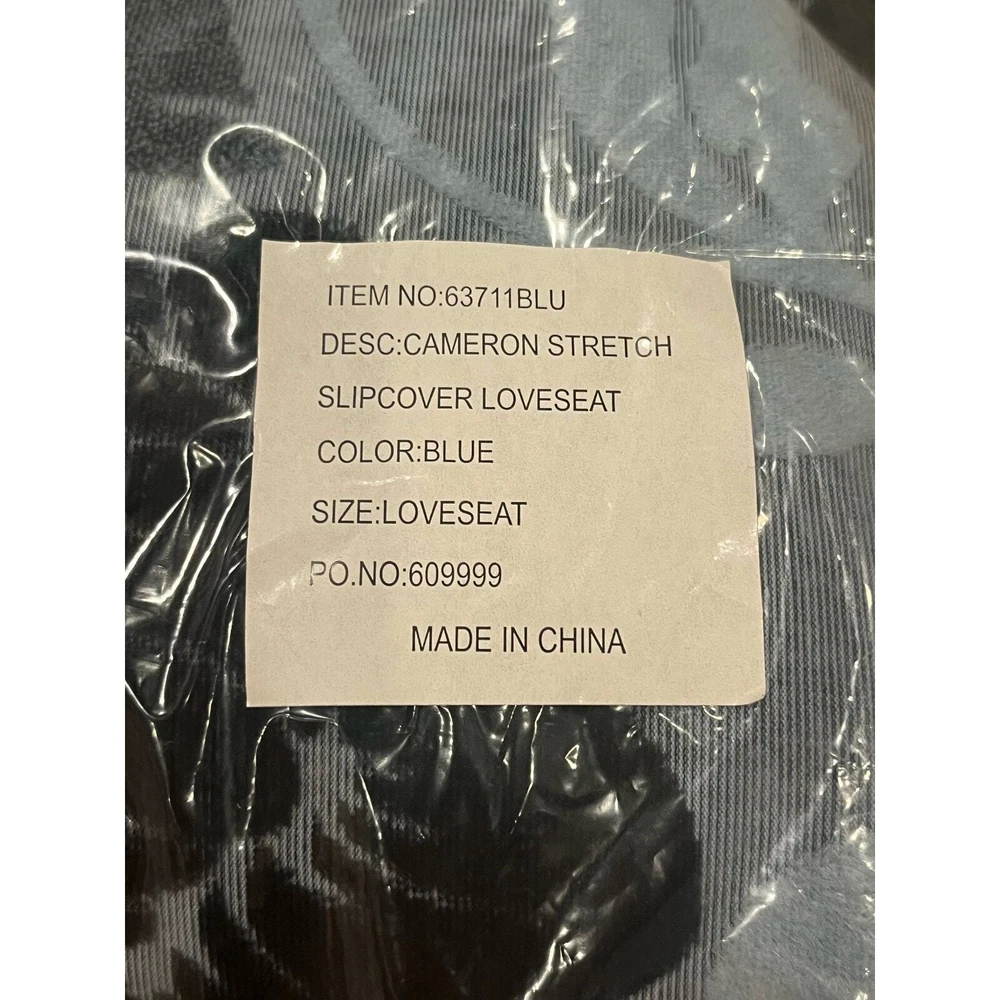 ITEM NO:63711BLU
DESC:CAMERON STRETCH
SLIPCOVER LOVESEAT
COLOR:BLUE
SIZE:LOVESEAT
PO.NO:609999
MADE IN CHINA